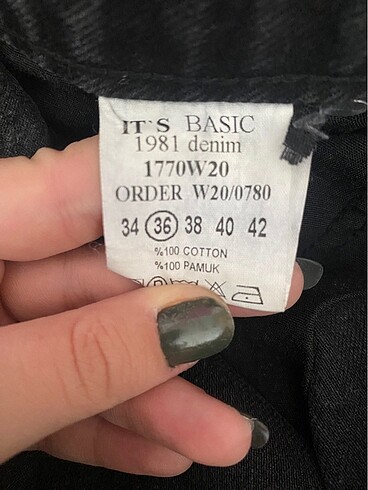 IT`S BASIC
1981 denim
1770W20
ORDER W20/0780
34 36 38 40 42
%100 COTTON
%100 PAMUK